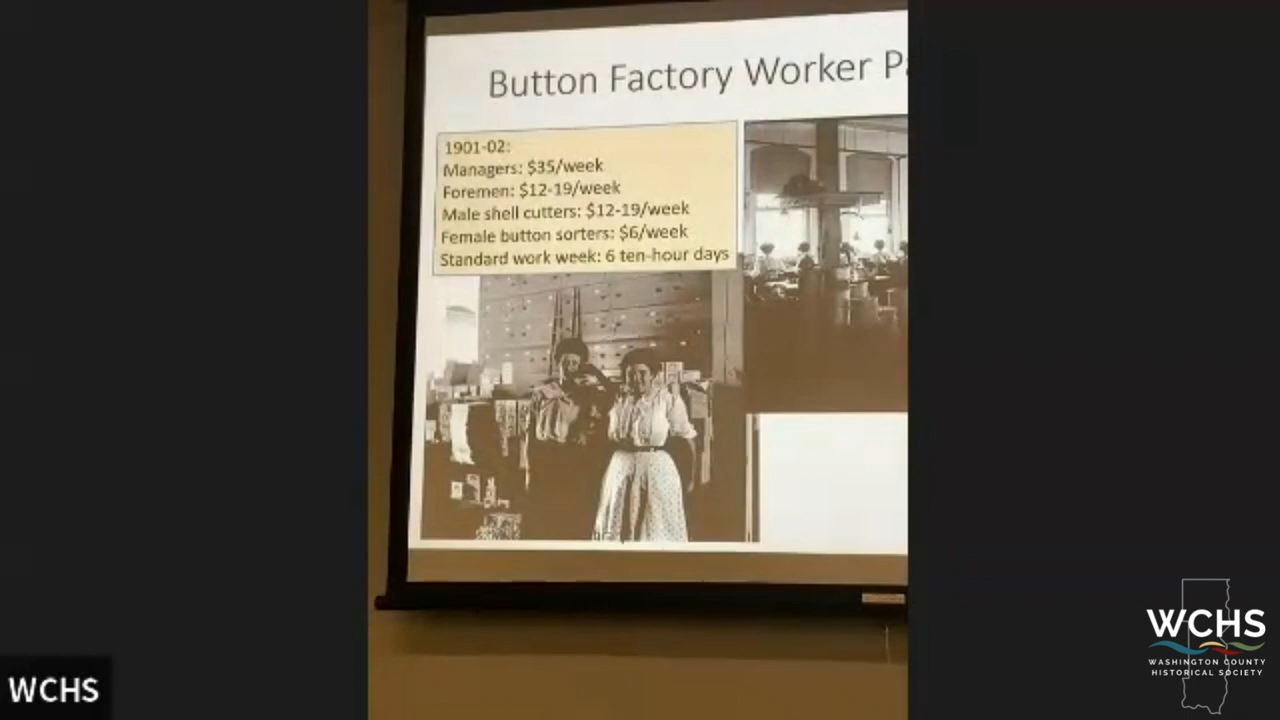 Button Factory Worker
1901-02:
Managers: $35/week
Foremen: $12-19/week
Male shell cutters: $12-19/week
Female button sorters: $6/week
Standard work week: 6 ten-hour days
WCHS
WASHINGTON COUNTY
HISTORICAL SOCIETY
WCHS